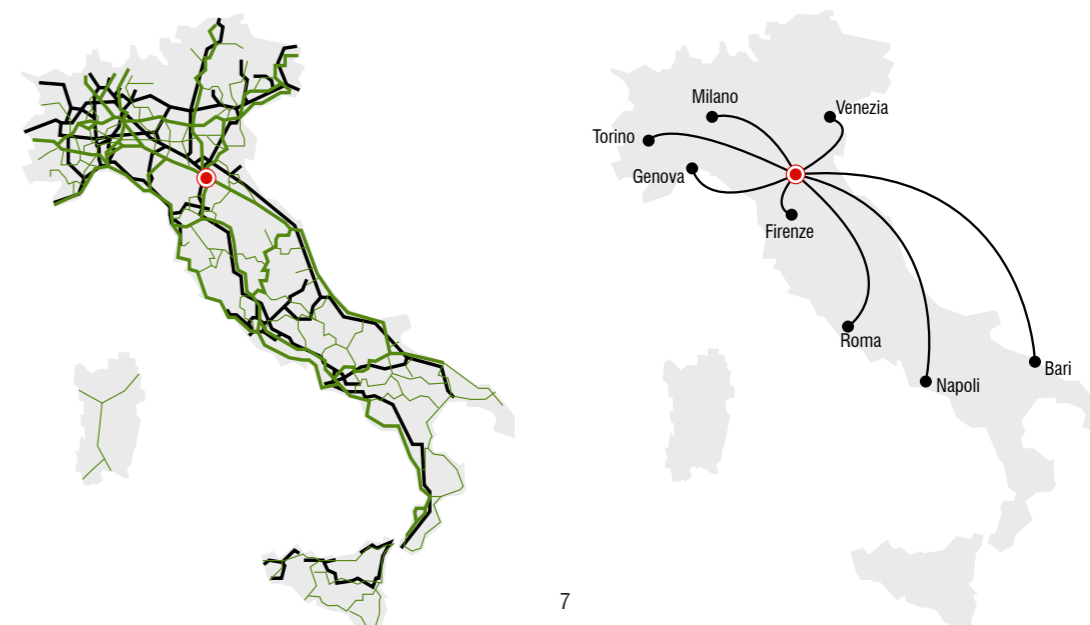 Milano
Venezia
Torino
Genova
Firenze
Roma
Bari
Napoli
7